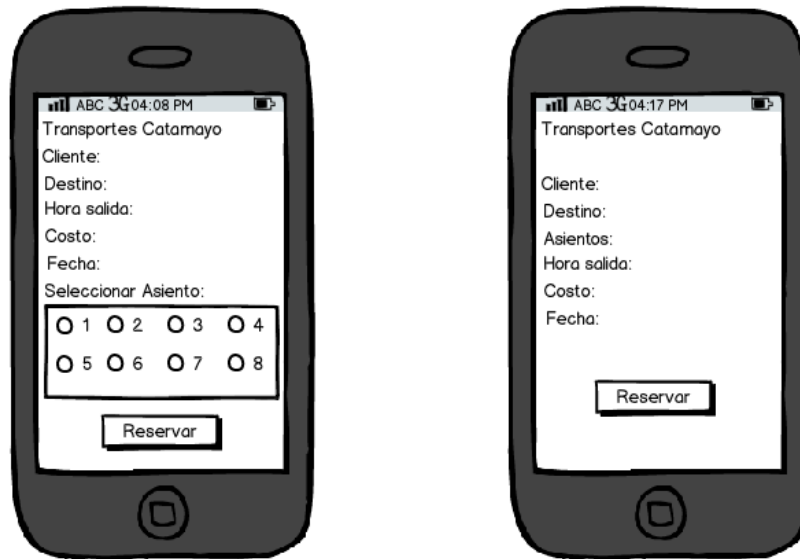 ABC 3G 04:08 PM
Transportes Catamayo
Cliente:
Destino:
Hora salida:
Costo:
Fecha:
Seleccionar Asiento:
1 2 3 4
5 6 7 8
Reservar
ABC 3G 04:17 PM
Transportes Catamayo
Cliente:
Destino:
Asientos:
Hora salida:
Costo:
Fecha:
Reservar